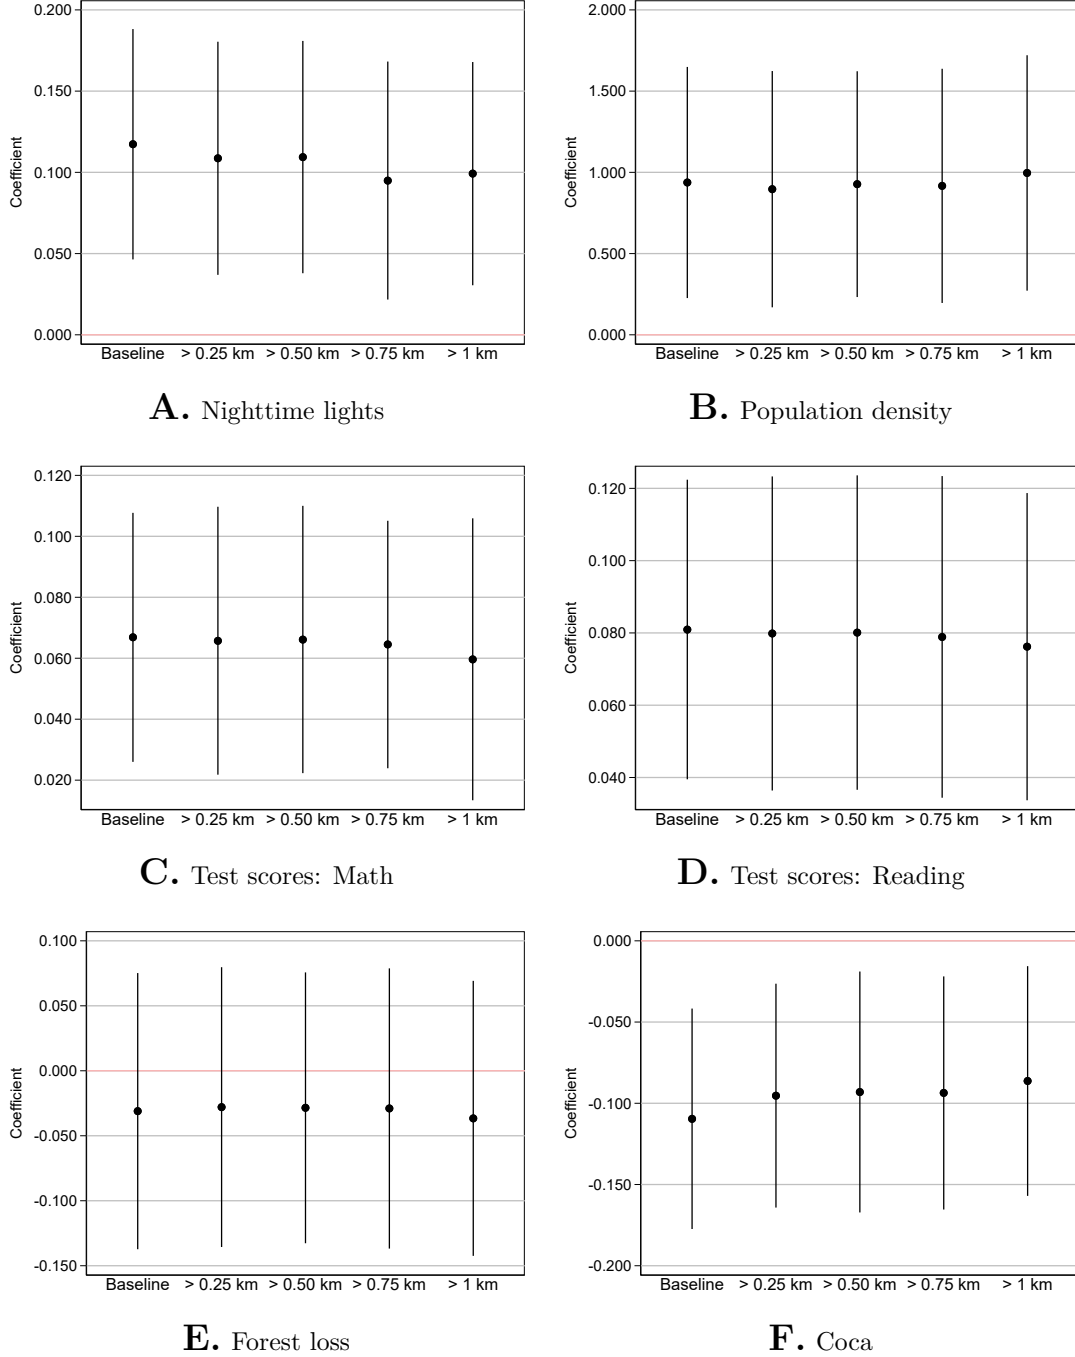 0.200
0.150
0.100
0.050
0.000
Coefficient
Baseline > 0.25 km > 0.50 km > 0.75 km > 1 km
A. Nighttime lights
2.000
1.500
1.000
0.500
0.000
Coefficient
Baseline > 0.25 km > 0.50 km > 0.75 km > 1 km
B. Population density
0.120
0.100
0.080
0.060
0.040
0.020
Coefficient
Baseline > 0.25 km > 0.50 km > 0.75 km > 1 km
C. Test scores: Math
0.120
0.100
0.080
0.060
0.040
Coefficient
Baseline > 0.25 km > 0.50 km > 0.75 km > 1 km
D. Test scores: Reading
0.100
0.050
0.000
-0.050
-0.100
-0.150
Coefficient
Baseline > 0.25 km > 0.50 km > 0.75 km > 1 km
E. Forest loss
0.000
-0.050
-0.100
-0.150
-0.200
Coefficient
Baseline > 0.25 km > 0.50 km > 0.75 km > 1 km
F. Coca